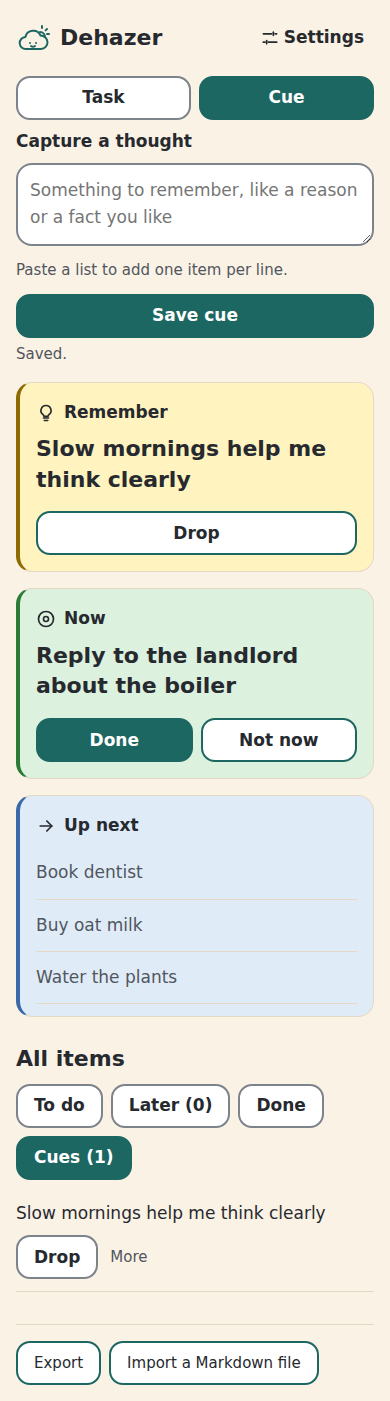 Dehazer
Settings
Task
Cue
Capture a thought
Something to remember, like a reason
or a fact you like
Paste a list to add one item per line.
Save cue
Saved.
Remember
Slow mornings help me
think clearly
Drop
Now
Reply to the landlord
about the boiler
Done
Not now
Up next
Book dentist
Buy oat milk
Water the plants
All items
To do
Later (0)
Done
Cues (1)
Slow mornings help me think clearly
Drop
More
Export
Import a Markdown file